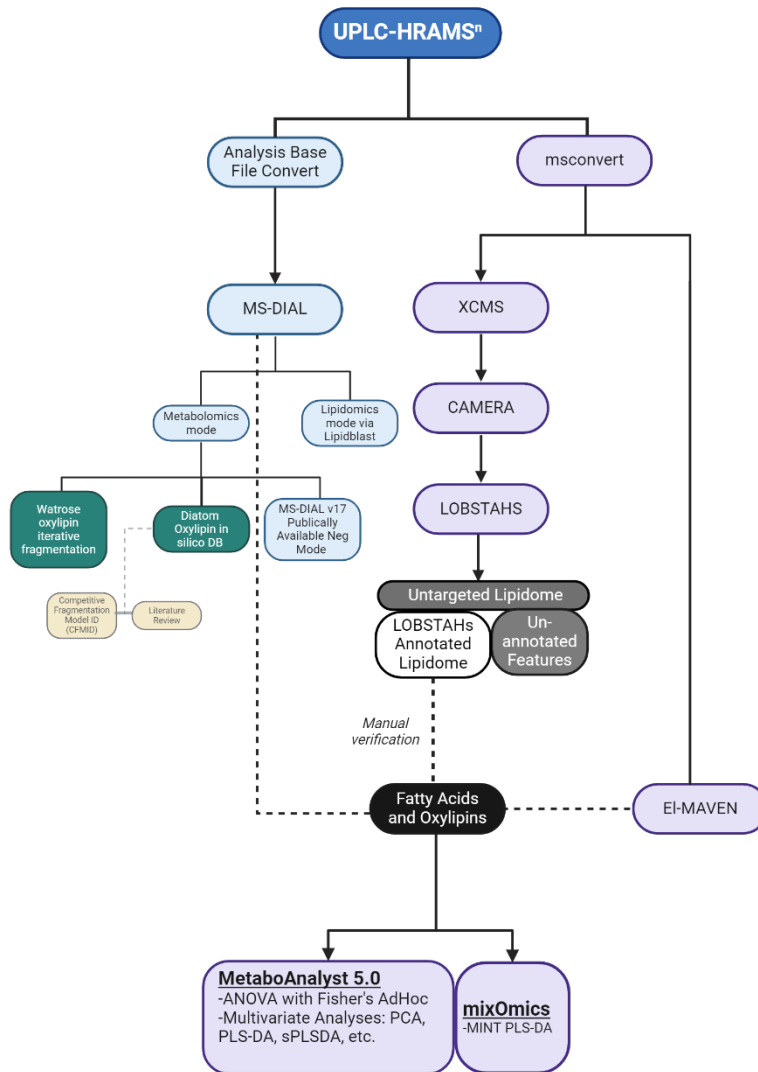 UPLC-HRAMSⁿ
Analysis Base
File Convert
msconvert
MS-DIAL
XCMS
Metabolomics
mode
Lipidomics
mode via
Lipidblast
CAMERA
Watrose
oxylipin
iterative
fragmentation
Diatom
Oxylipin in
silico DB
MS-DIAL v17
Publically
Available Neg
Mode
LOBSTAHS
Competitive
Fragmentation
Model ID
(CFMID)
Literature
Review
Untargeted Lipidome
LOBSTAHs
Annotated
Lipidome
Un-
annotated
Features
Manual
verification
Fatty Acids
and Oxylipins
El-MAVEN
MetaboAnalyst 5.0
-ANOVA with Fisher's AdHoc
-Multivariate Analyses: PCA,
PLS-DA, sPLSDA, etc.
mixOmics
-MINT PLS-DA